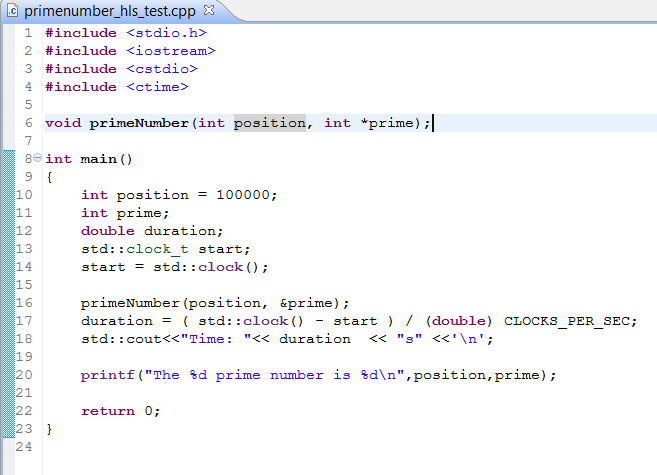 primenumber_hls_test.cpp
1 #include <stdio.h>
2 #include <iostream>
3 #include <cstdio>
4 #include <ctime>
5
6 void primeNumber(int position, int *prime);
7
8 int main()
9 {
10     int position = 100000;
11     int prime;
12     double duration;
13     std::clock_t start;
14     start = std::clock();
15
16     primeNumber(position, &prime);
17     duration = ( std::clock() - start ) / (double) CLOCKS_PER_SEC;
18     std::cout<<"Time: "<< duration  << "s" <<'\n';
19
20     printf("The %d prime number is %d\n",position,prime);
21
22     return 0;
23 }
24